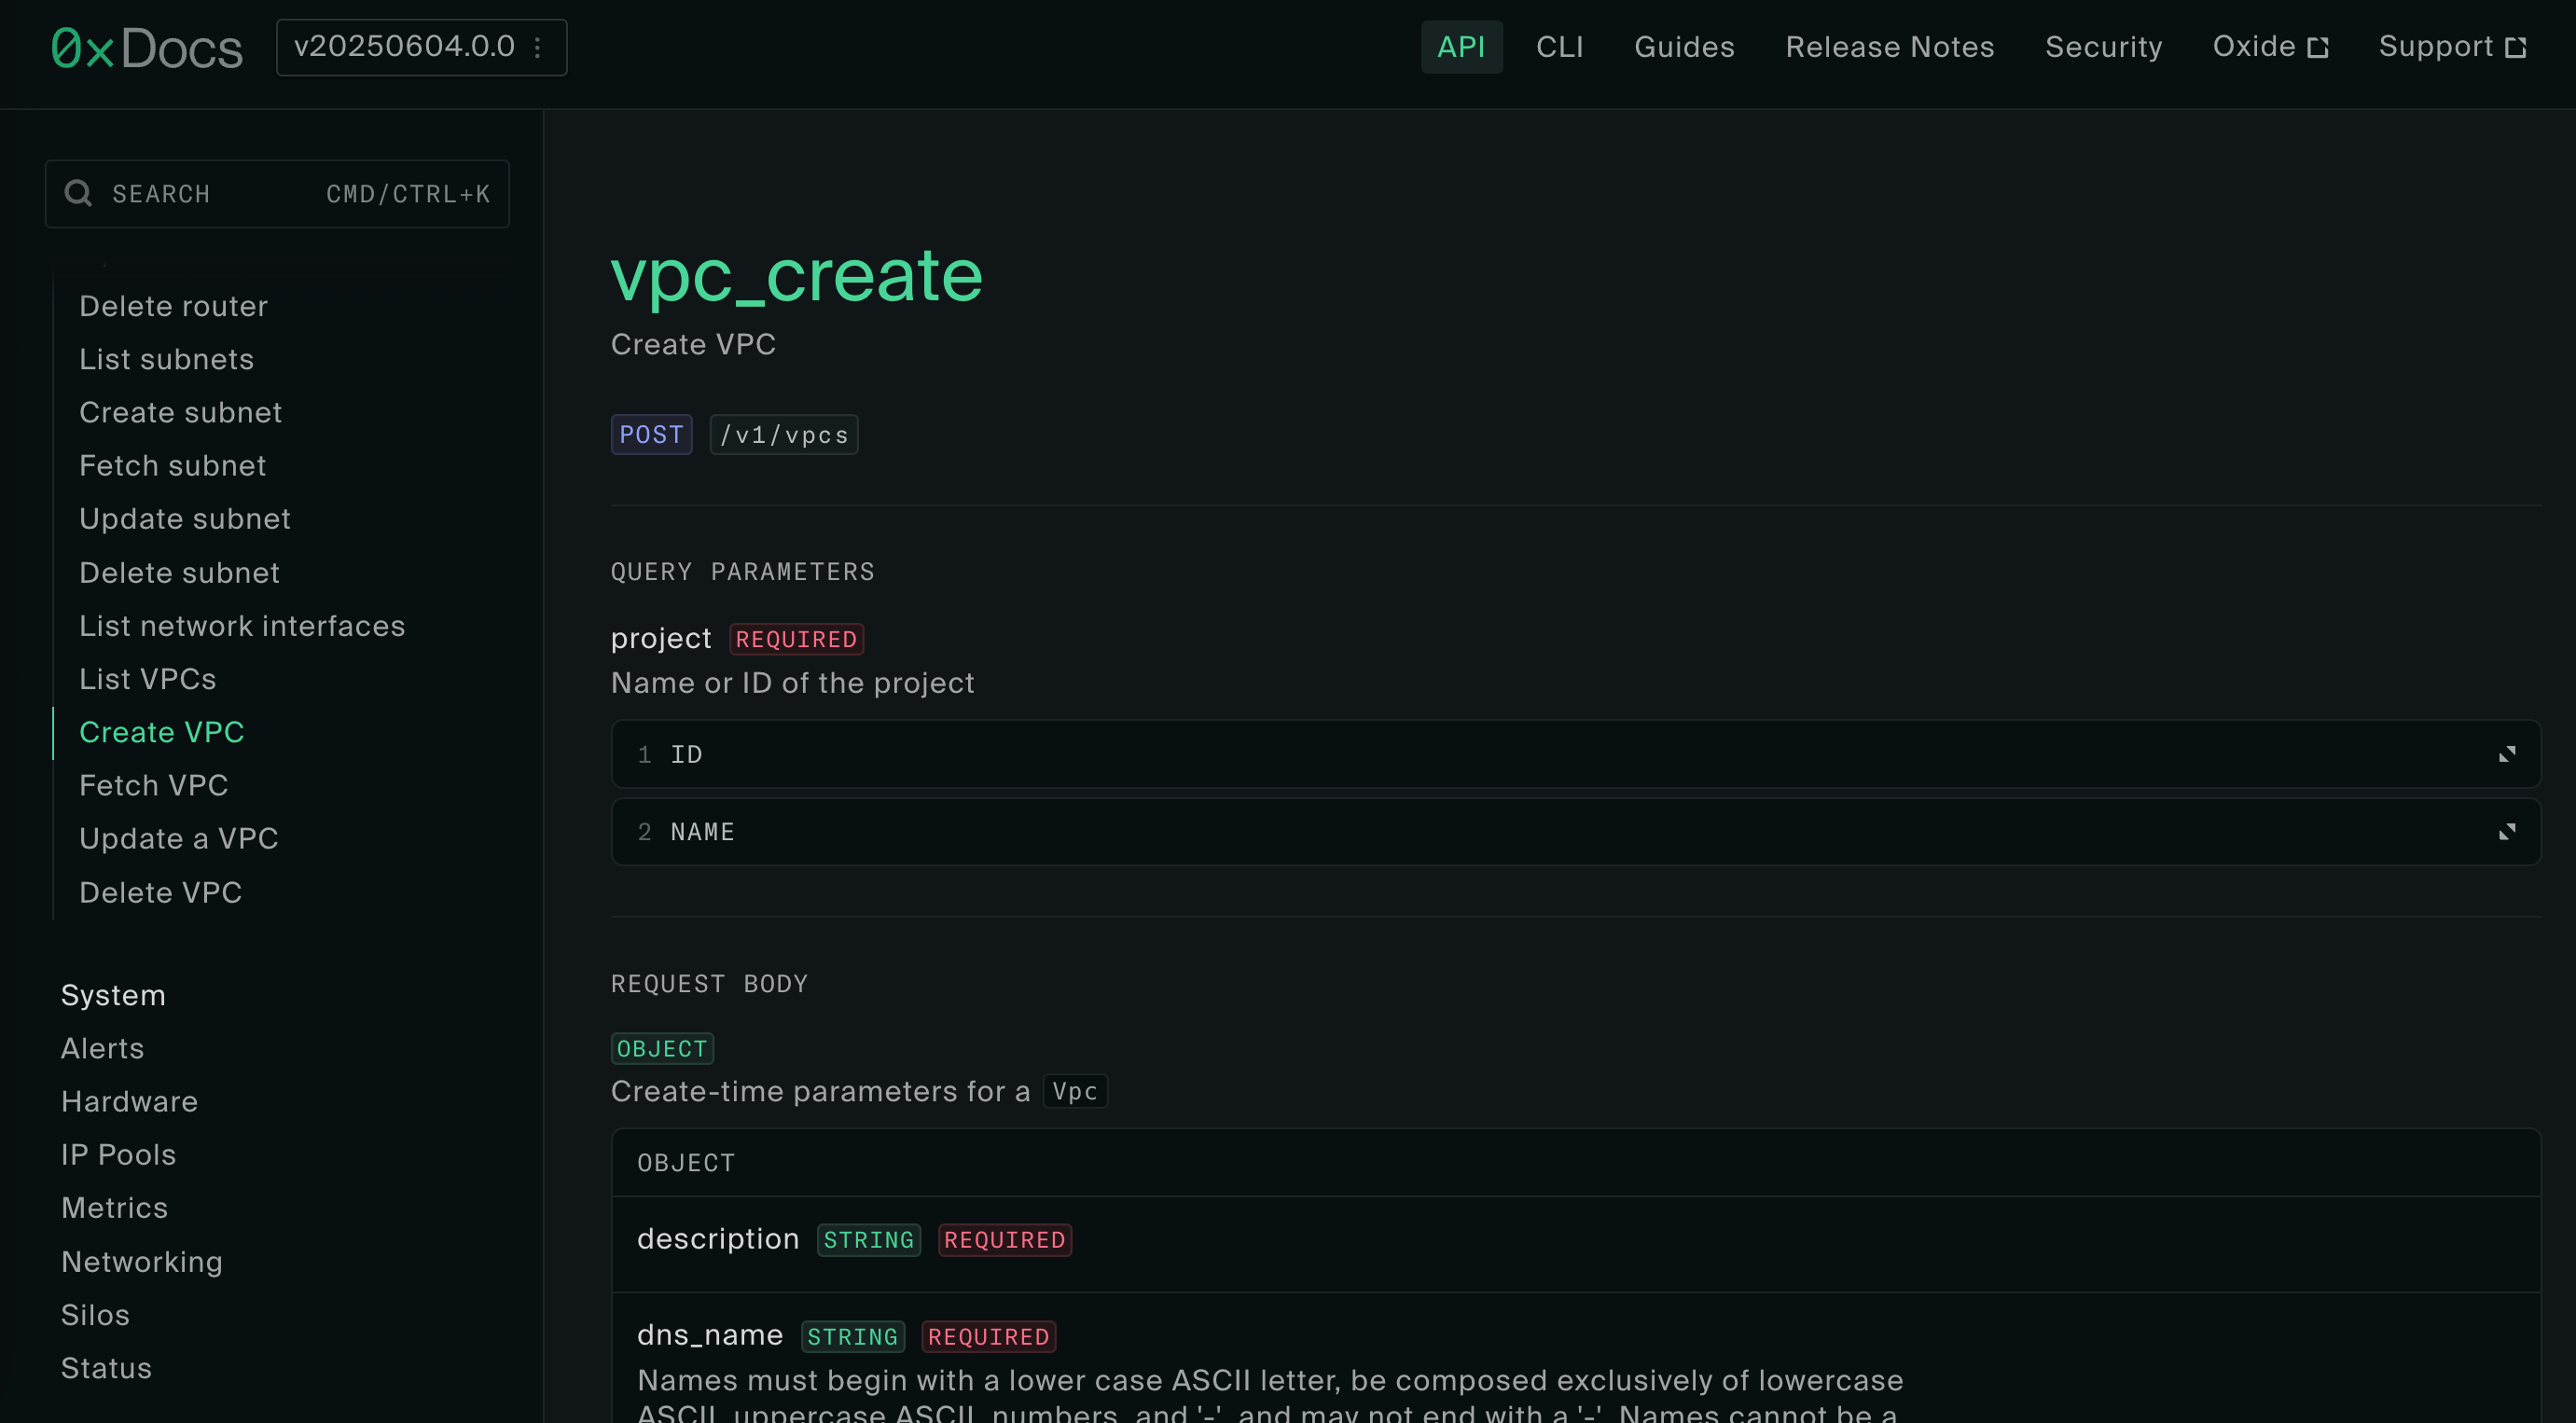 0xDocs
v20250604.0.0
API CLI Guides Release Notes Security Oxide Support
SEARCH CMD/CTRL+K
Delete router
List subnets
Create subnet
Fetch subnet
Update subnet
Delete subnet
List network interfaces
List VPCs
Create VPC
Fetch VPC
Update a VPC
Delete VPC
System
Alerts
Hardware
IP Pools
Metrics
Networking
Silos
Status
vpc_create
Create VPC
POST /v1/vpcs
QUERY PARAMETERS
project REQUIRED
Name or ID of the project
1 ID
2 NAME
REQUEST BODY
OBJECT
Create-time parameters for a Vpc
OBJECT
description STRING REQUIRED
dns_name STRING REQUIRED
Names must begin with a lower case ASCII letter, be composed exclusively of lowercase
ASCII, uppercase ASCII, numbers, and '-', and may not end with a '-'. Names cannot be a